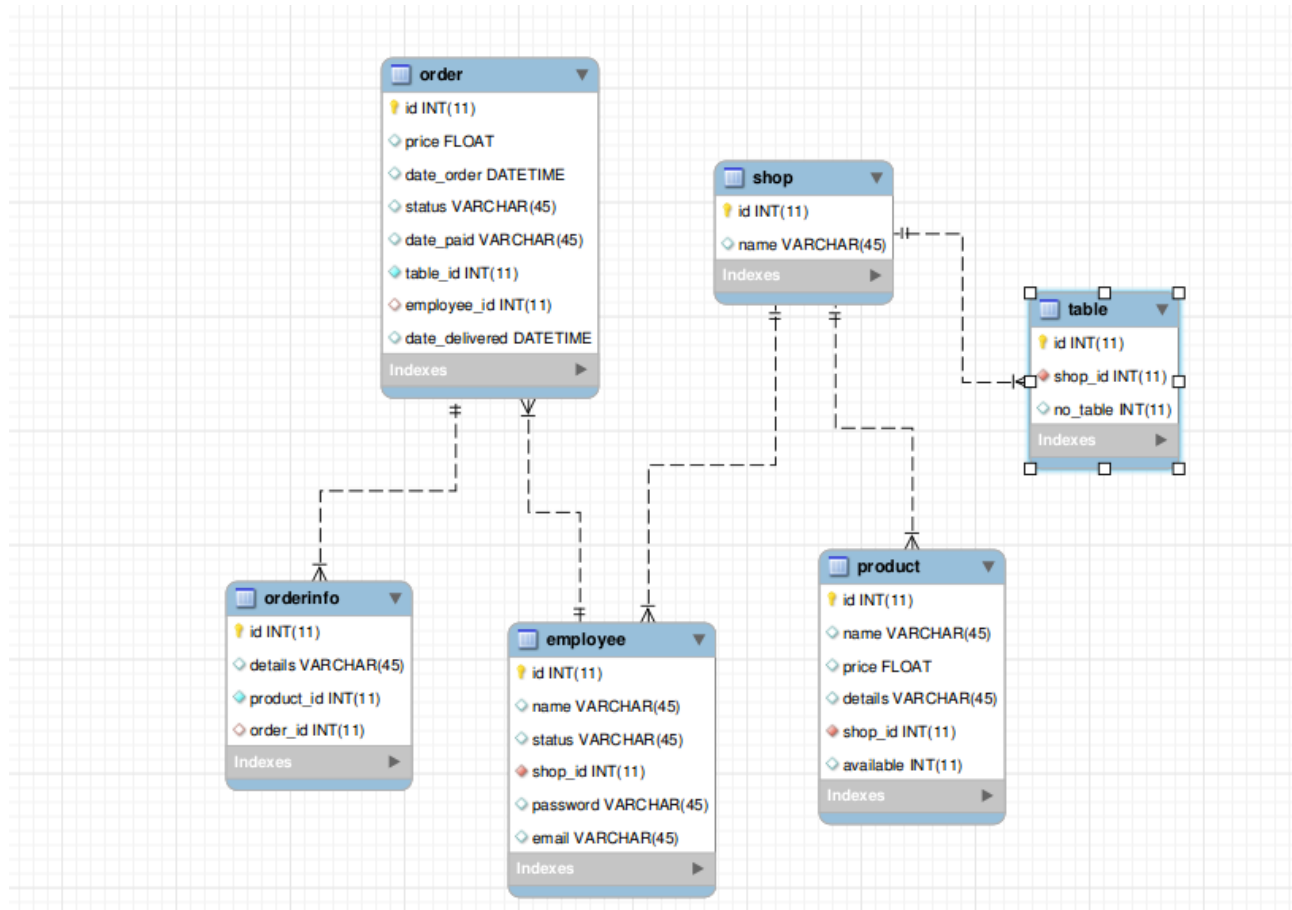 order
id INT(11)
price FLOAT
date_order DATETIME
status VARCHAR(45)
date_paid VARCHAR(45)
table_id INT(11)
employee_id INT(11)
date_delivered DATETIME
Indexes
shop
id INT(11)
name VARCHAR(45)
Indexes
table
id INT(11)
shop_id INT(11)
no_table INT(11)
Indexes
orderinfo
id INT(11)
details VARCHAR(45)
product_id INT(11)
order_id INT(11)
Indexes
employee
id INT(11)
name VARCHAR(45)
status VARCHAR(45)
shop_id INT(11)
password VARCHAR(45)
email VARCHAR(45)
Indexes
product
id INT(11)
name VARCHAR(45)
price FLOAT
details VARCHAR(45)
shop_id INT(11)
available INT(11)
Indexes